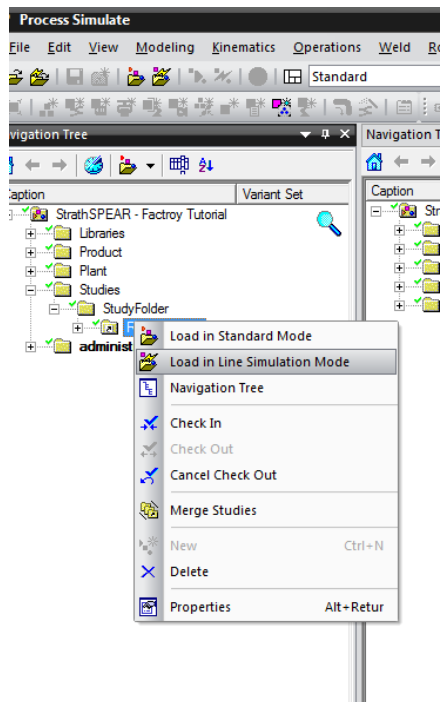 Process Simulate
File Edit View Modeling Kinematics Operations Weld
Standard
vigation Tree
Navigation T
Caption Variant Set
Caption
StrathSPEAR - Factroy Tutorial
Str
Libraries
Product
Plant
Studies
StudyFolder
administ
Load in Standard Mode
Load in Line Simulation Mode
Navigation Tree
Check In
Check Out
Cancel Check Out
Merge Studies
New Ctrl+N
Delete
Properties Alt+Retur